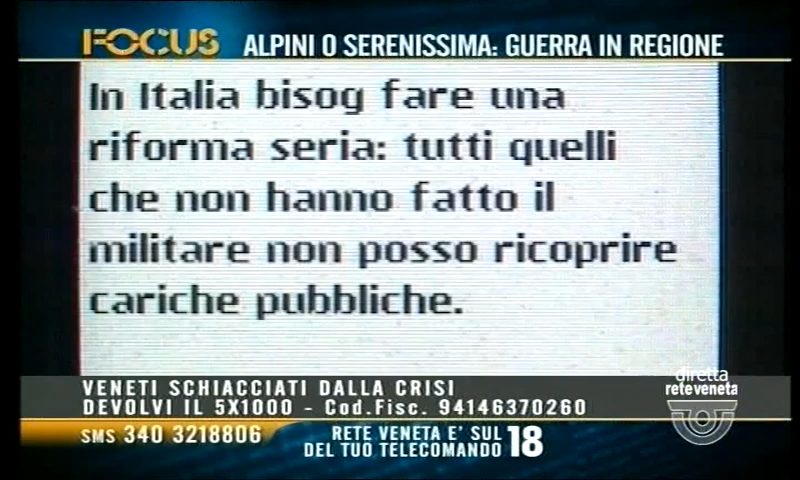 FOCUS ALPINI O SERENISSIMA: GUERRA IN REGIONE
In Italia bisog fare una
riforma seria: tutti quelli
che non hanno fatto il
militare non posso ricoprire
cariche pubbliche.
VENETI SCHIACCIATI DALLA CRISI
DEVOLVI IL 5X1000 - Cod.Fisc. 94146370260
diretta
reteveneta
SMS 340 3218806
RETE VENETA E' SUL
DEL TUO TELECOMANDO 18